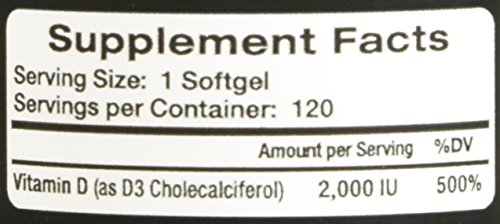 Supplement Facts
Serving Size: 1 Softgel
Servings per Container: 120
Amount per Serving %DV
Vitamin D (as D3 Cholecalciferol) 2,000 IU 500%